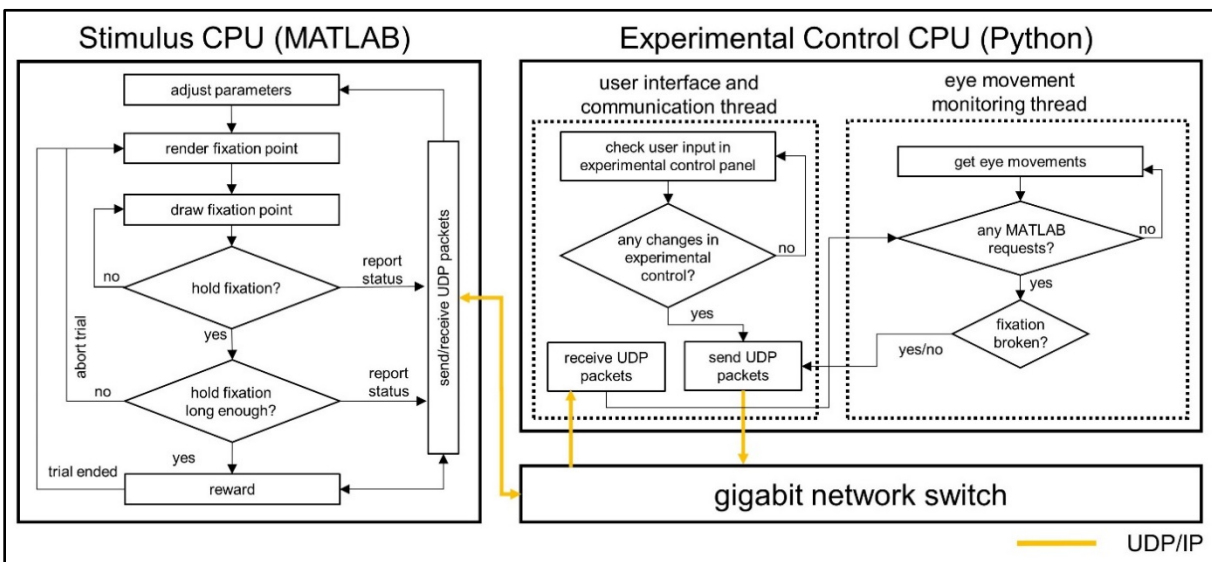 Stimulus CPU (MATLAB)
adjust parameters
render fixation point
draw fixation point
no
hold fixation?
report
status
yes
abort trial
no
hold fixation
long enough?
report
status
yes
trial ended
reward
send/receive UDP packets
Experimental Control CPU (Python)
user interface and
communication thread
check user input in
experimental control panel
any changes in
experimental
control?
no
yes
receive UDP
packets
send UDP
packets
eye movement
monitoring thread
get eye movements
any MATLAB
requests?
no
yes
fixation
broken?
yes/no
gigabit network switch
UDP/IP